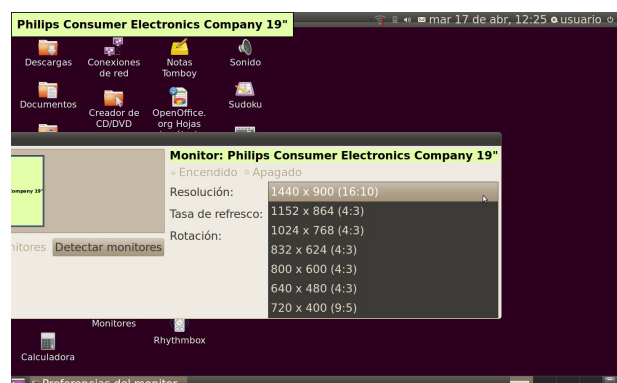 Philips Consumer Electronics Company 19"
mar 17 de abr, 12:25
usuario
Descargas
Conexiones
de red
Notas
Tomboy
Sonido
Documentos
Creador de
CD/DVD
OpenOffice.
org Hojas
Sudoku
Monitor: Philips Consumer Electronics Company 19"
Encendido
Apagado
ompany 19"
Resolución:
1440 x 900 (16:10)
Tasa de refresco:
1152 x 864 (4:3)
1024 x 768 (4:3)
Rotación:
832 x 624 (4:3)
nitores
Detectar monitores
800 x 600 (4:3)
640 x 480 (4:3)
720 x 400 (9:5)
Monitores
Rhythmbox
Calculadora
Preferencias del monitor